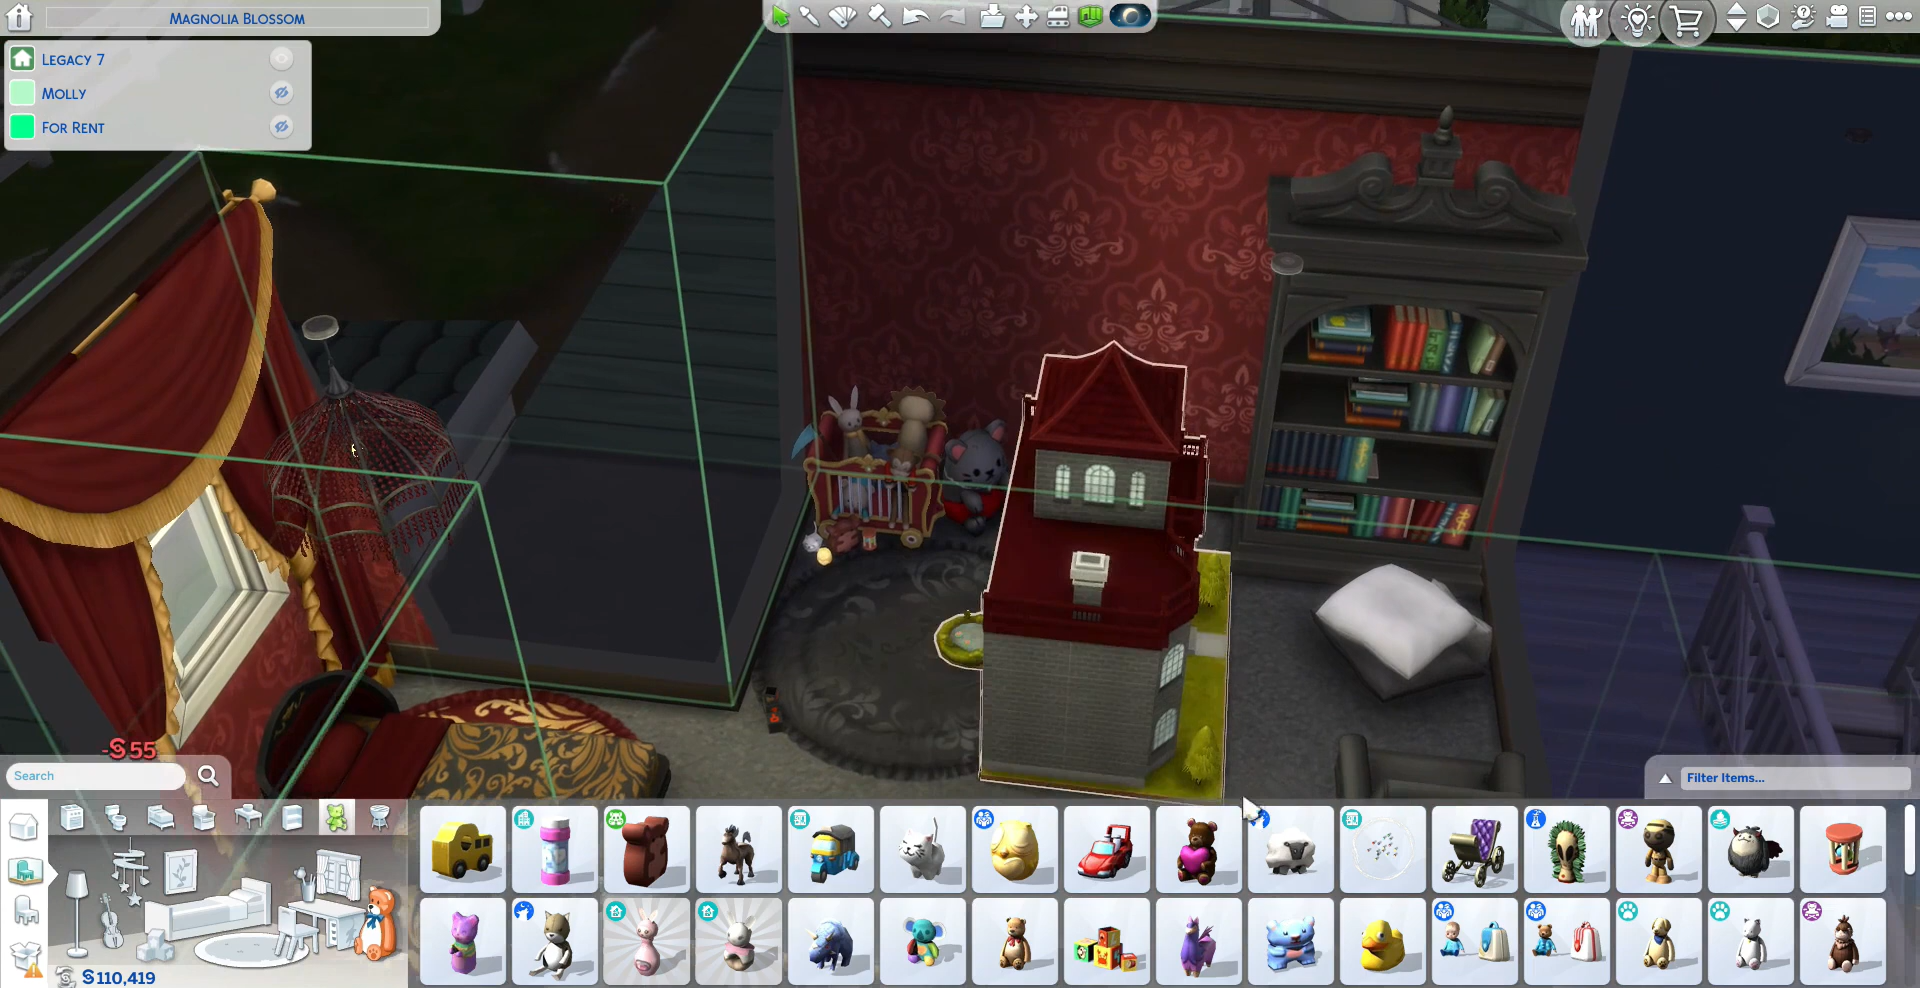 Magnolia Blossom
Legacy 7
Molly
For Rent
-§55
Search
Filter Items...
§110,419